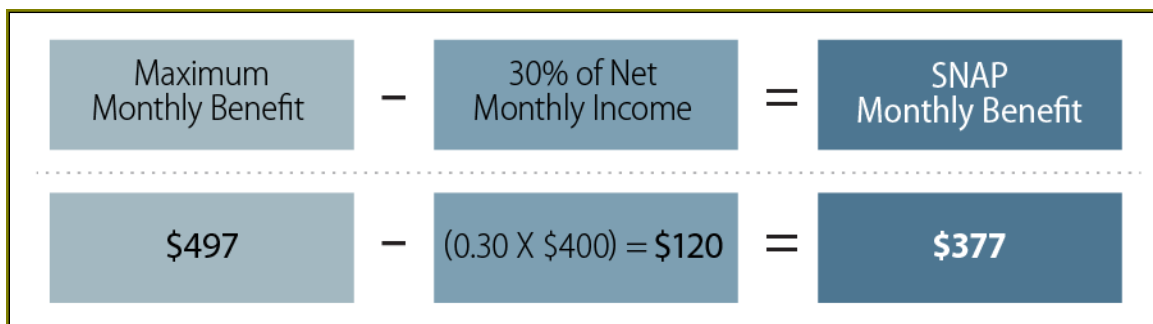 Maximum
Monthly Benefit
–
30% of Net
Monthly Income
=
SNAP
Monthly Benefit
$497
–
(0.30 X $400) = $120
=
$377